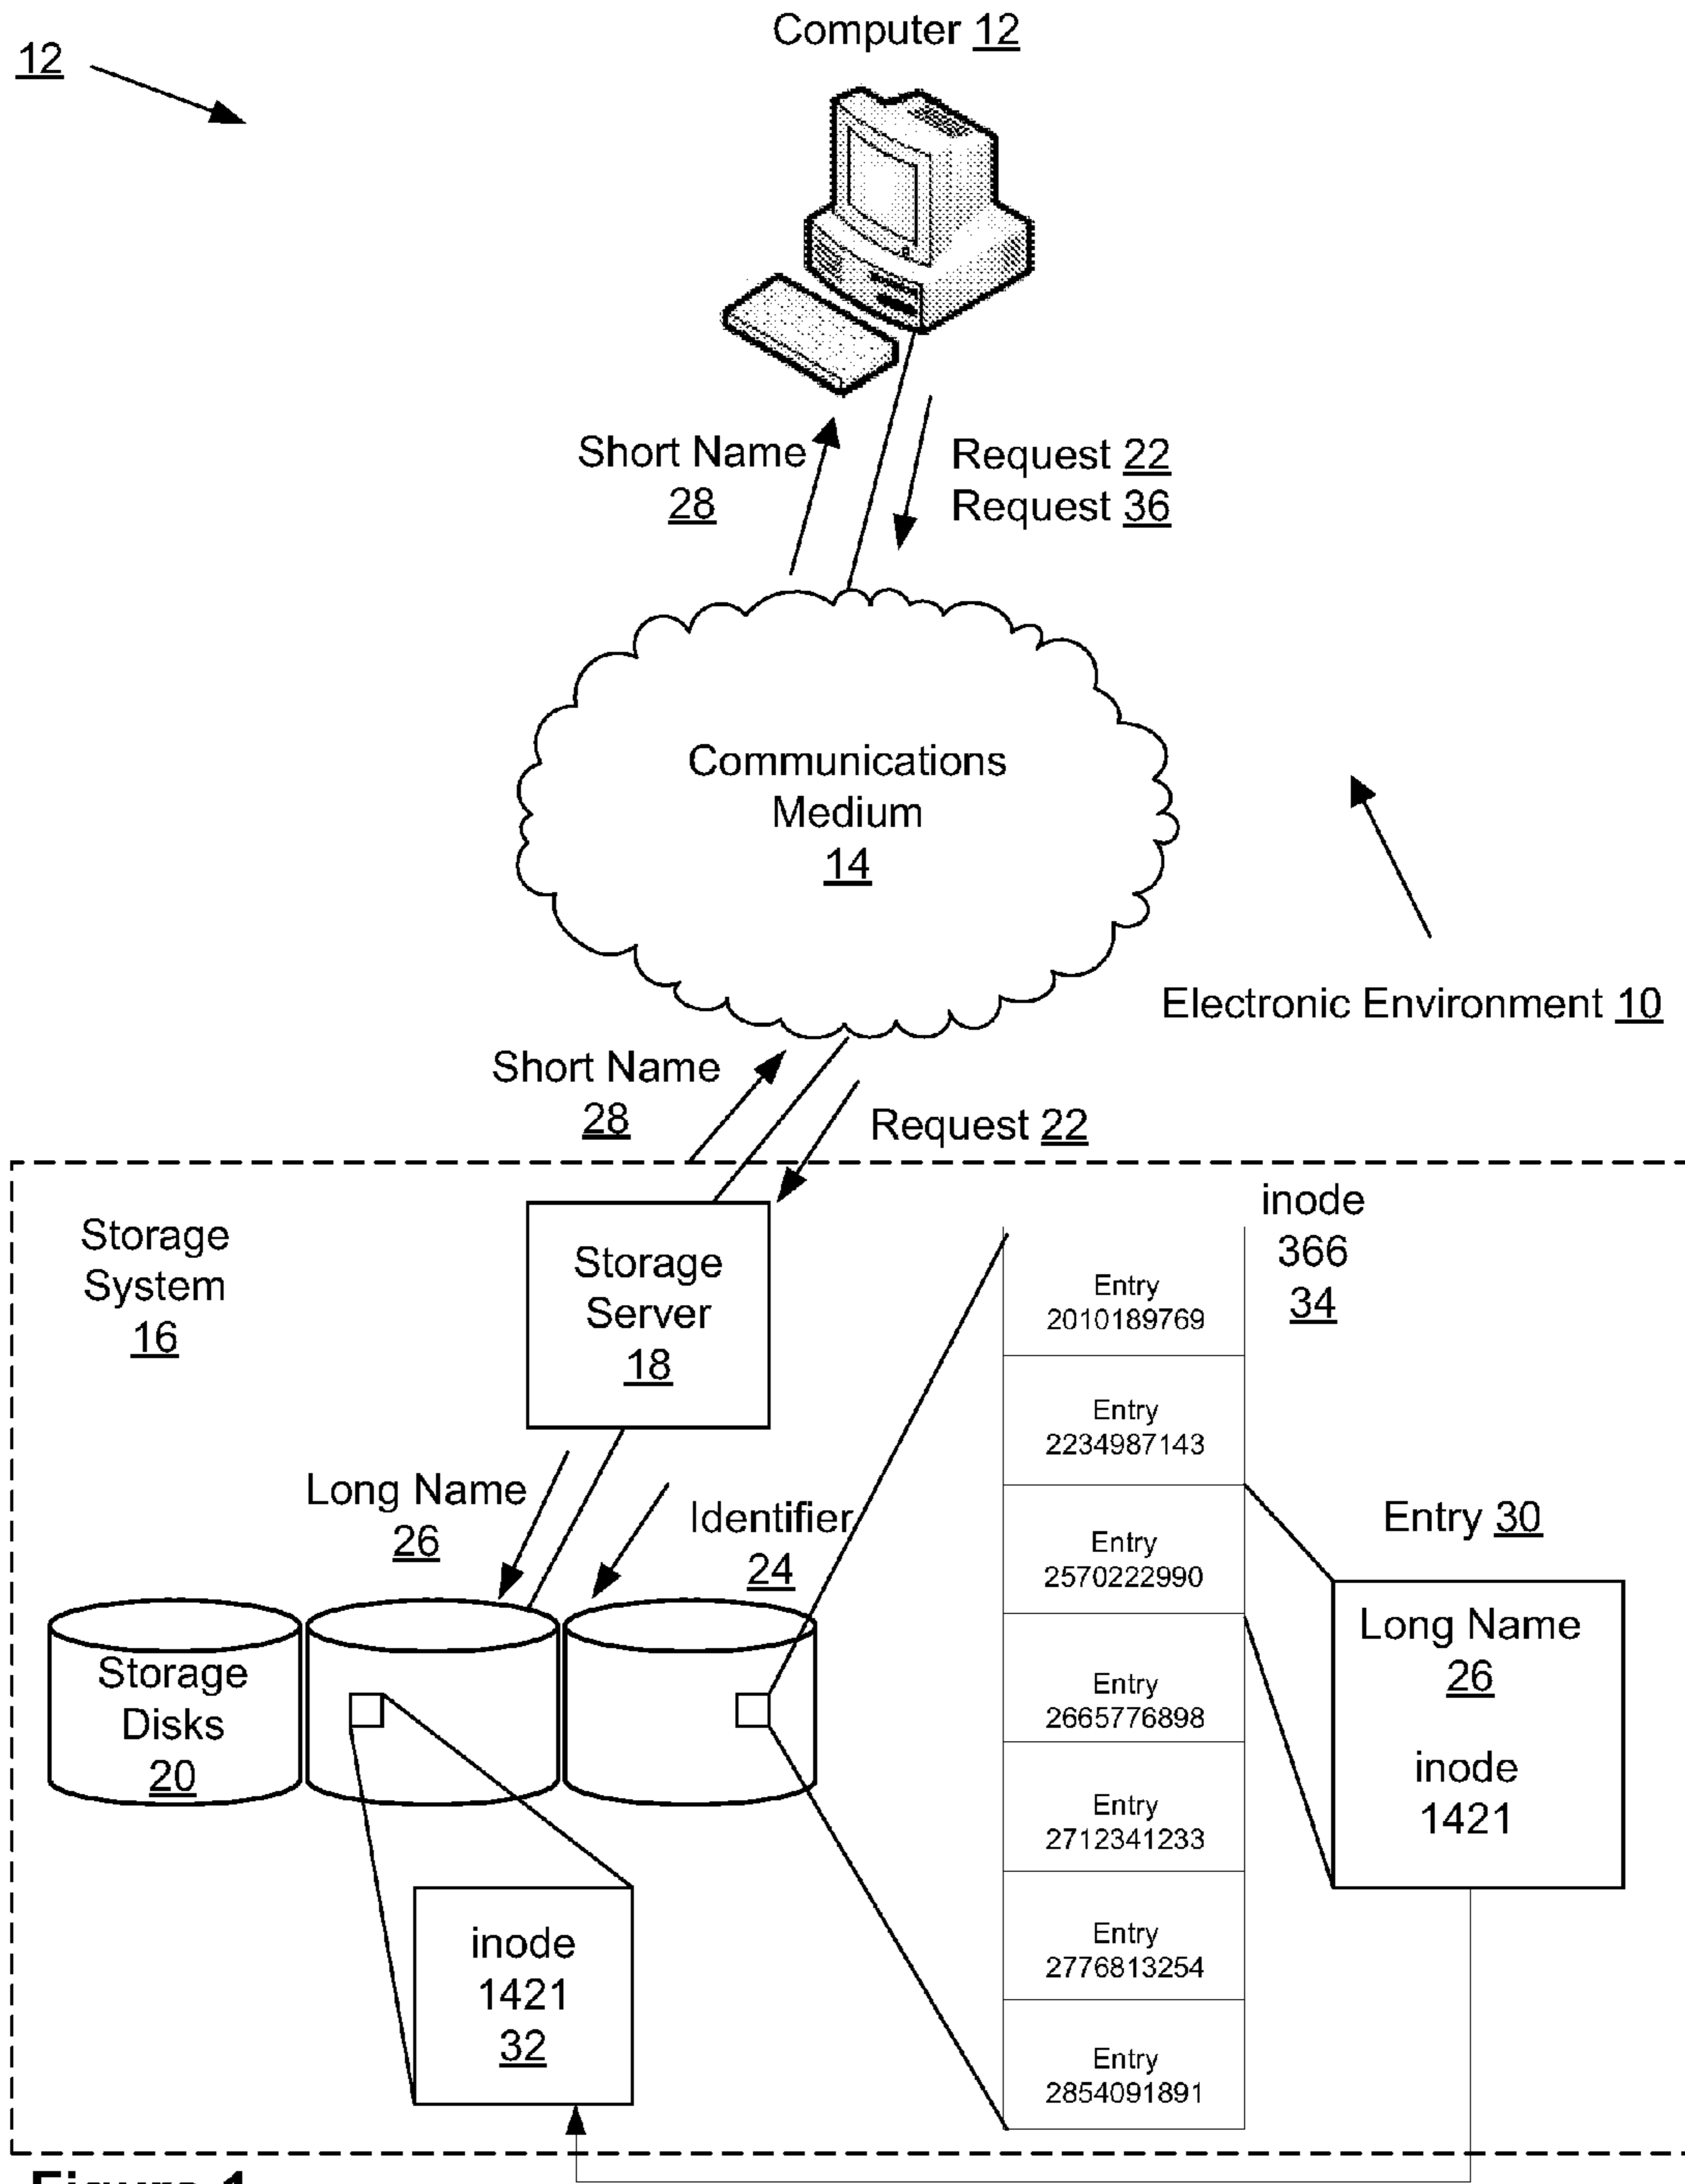 12
Computer 12
Short Name
28
Request 22
Request 36
Communications
Medium
14
Electronic Environment 10
Short Name
28
Request 22
Storage
System
16
Storage
Server
18
inode
366
34
Entry
2010189769
Entry
2234987143
Entry
2570222990
Entry
2665776898
Entry
2712341233
Entry
2776813254
Entry
2854091891
Long Name
26
Identifier
24
Entry 30
Long Name
26
inode
1421
Storage
Disks
20
inode
1421
32
Figure 1